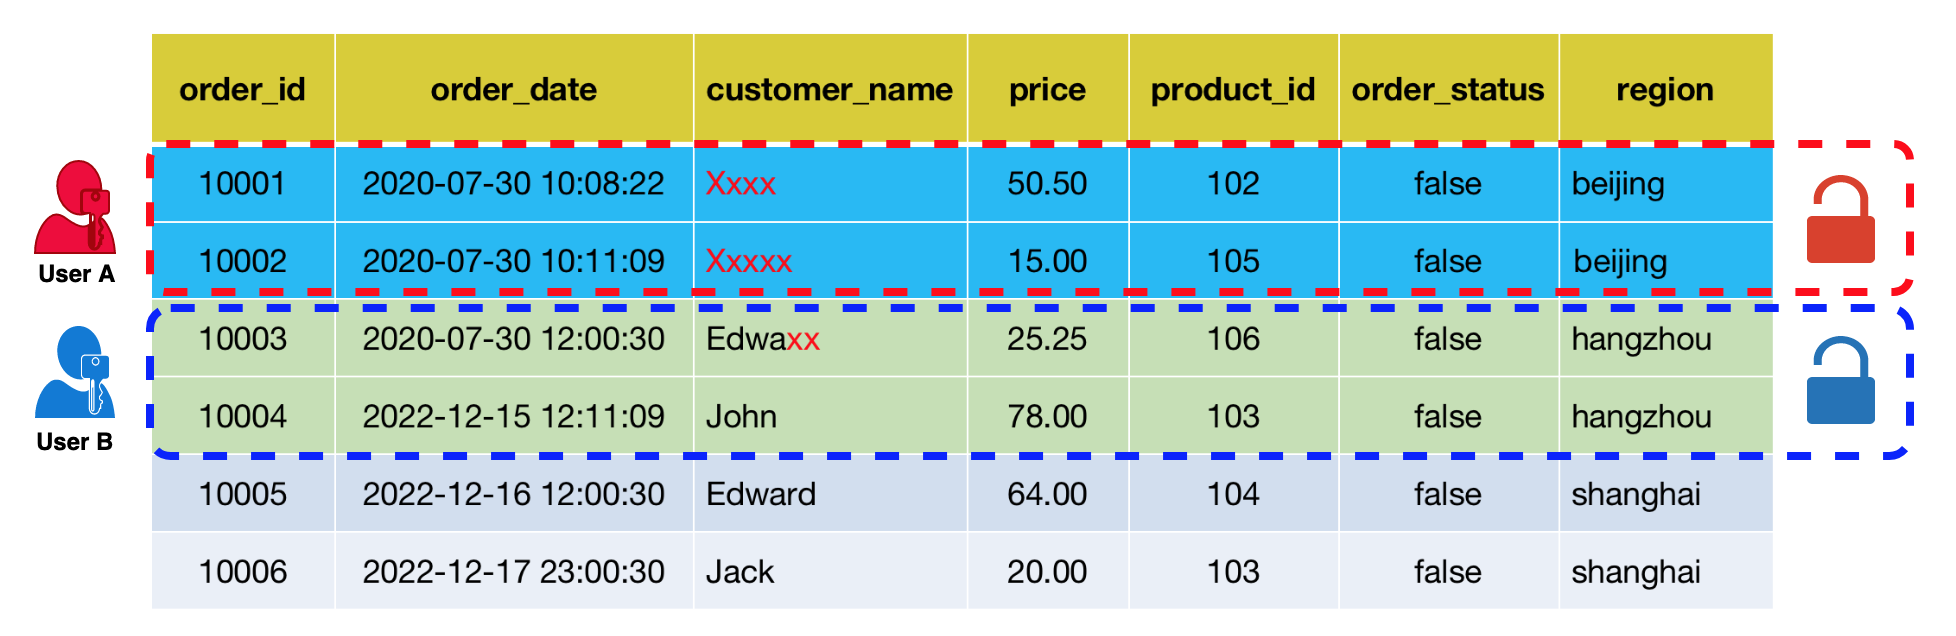 order_id order_date customer_name price product_id order_status region
10001 2020-07-30 10:08:22 Xxxx 50.50 102 false beijing
10002 2020-07-30 10:11:09 Xxxxx 15.00 105 false beijing
User A
10003 2020-07-30 12:00:30 Edwaxx 25.25 106 false hangzhou
10004 2022-12-15 12:11:09 John 78.00 103 false hangzhou
User B
10005 2022-12-16 12:00:30 Edward 64.00 104 false shanghai
10006 2022-12-17 23:00:30 Jack 20.00 103 false shanghai